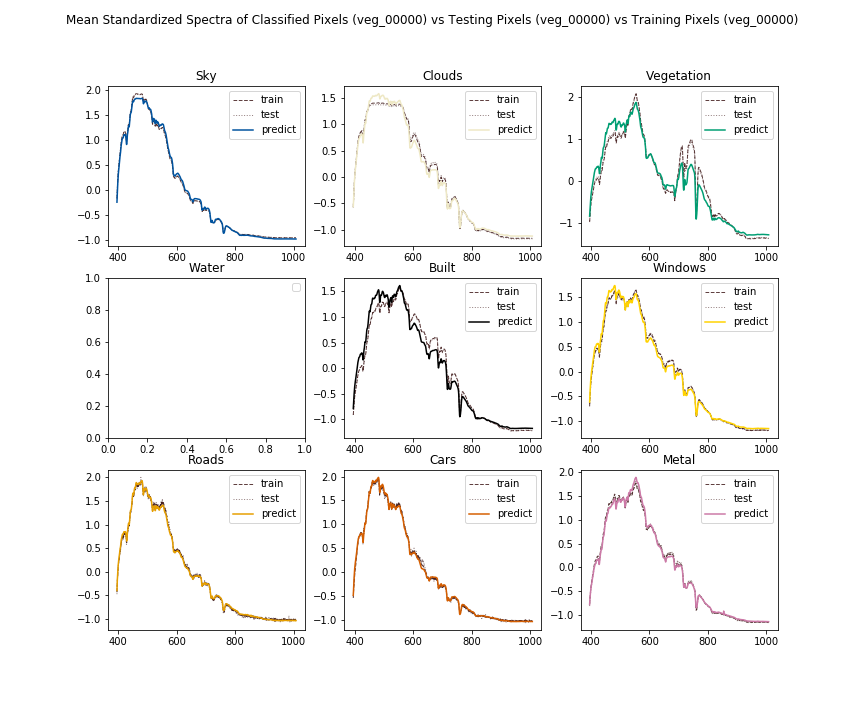 Mean Standardized Spectra of Classified Pixels (veg_00000) vs Testing Pixels (veg_00000) vs Training Pixels (veg_00000)
Sky
2.0
1.5
1.0
0.5
0.0
−0.5
−1.0
train
test
predict
400 600 800 1000
Clouds
1.5
1.0
0.5
0.0
−0.5
−1.0
train
test
predict
400 600 800 1000
Vegetation
2
1
0
−1
train
test
predict
400 600 800 1000
Water
1.0
0.8
0.6
0.4
0.2
0.0
0.0 0.2 0.4 0.6 0.8 1.0
Built
1.5
1.0
0.5
0.0
−0.5
−1.0
train
test
predict
400 600 800 1000
Windows
1.5
1.0
0.5
0.0
−0.5
−1.0
train
test
predict
400 600 800 1000
Roads
2.0
1.5
1.0
0.5
0.0
−0.5
−1.0
train
test
predict
400 600 800 1000
Cars
2.0
1.5
1.0
0.5
0.0
−0.5
−1.0
train
test
predict
400 600 800 1000
Metal
2.0
1.5
1.0
0.5
0.0
−0.5
−1.0
train
test
predict
400 600 800 1000